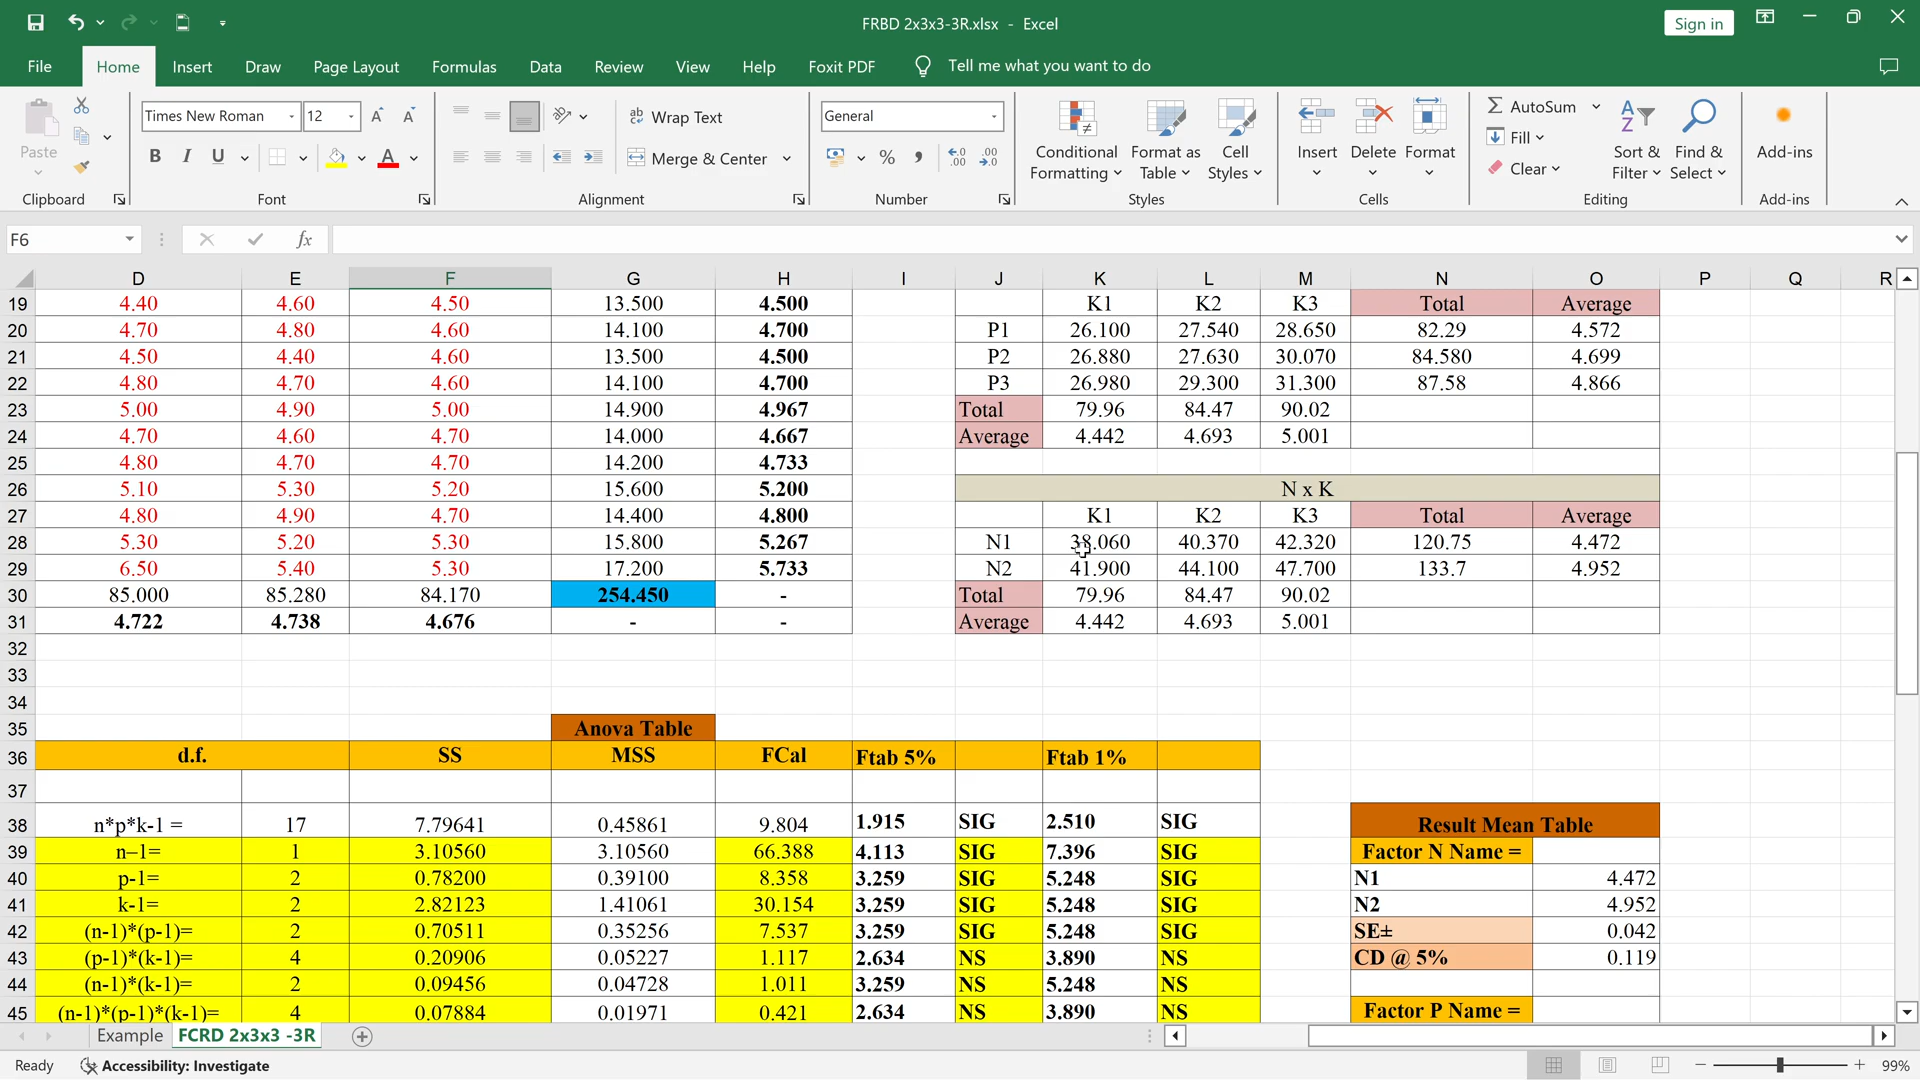 FRBD 2x3x3-3R.xlsx - Excel
Sign in
File Home Insert Draw Page Layout Formulas Data Review View Help Foxit PDF Tell me what you want to do
Paste
Clipboard
Times New Roman 12
B I U
Font
Wrap Text
Merge & Center
Alignment
General
Number
Conditional Formatting
Format as Table
Cell Styles
Styles
Insert
Delete
Format
Cells
AutoSum
Fill
Clear
Sort & Filter
Find & Select
Editing
Add-ins
Add-ins
F6 fx
D E F G H I J K L M N O P Q R
19 4.40 4.60 4.50 13.500 4.500 K1 K2 K3 Total Average
20 4.70 4.80 4.60 14.100 4.700 P1 26.100 27.540 28.650 82.29 4.572
21 4.50 4.40 4.60 13.500 4.500 P2 26.880 27.630 30.070 84.580 4.699
22 4.80 4.70 4.60 14.100 4.700 P3 26.980 29.300 31.300 87.58 4.866
23 5.00 4.90 5.00 14.900 4.967 Total 79.96 84.47 90.02
24 4.70 4.60 4.70 14.000 4.667 Average 4.442 4.693 5.001
25 4.80 4.70 4.70 14.200 4.733
26 5.10 5.30 5.20 15.600 5.200 N x K
27 4.80 4.90 4.70 14.400 4.800 K1 K2 K3 Total Average
28 5.30 5.20 5.30 15.800 5.267 N1 38.060 40.370 42.320 120.75 4.472
29 6.50 5.40 5.30 17.200 5.733 N2 41.900 44.100 47.700 133.7 4.952
30 85.000 85.280 84.170 254.450 - Total 79.96 84.47 90.02
31 4.722 4.738 4.676 - - Average 4.442 4.693 5.001
32
33
34
35 Anova Table
36 d.f. SS MSS FCal Ftab 5% Ftab 1%
37
38 n*p*k-1 = 17 7.79641 0.45861 9.804 1.915 SIG 2.510 SIG Result Mean Table
39 n–1= 1 3.10560 3.10560 66.388 4.113 SIG 7.396 SIG Factor N Name =
40 p-1= 2 0.78200 0.39100 8.358 3.259 SIG 5.248 SIG N1 4.472
41 k-1= 2 2.82123 1.41061 30.154 3.259 SIG 5.248 SIG N2 4.952
42 (n-1)*(p-1)= 2 0.70511 0.35256 7.537 3.259 SIG 5.248 SIG SE± 0.042
43 (p-1)*(k-1)= 4 0.20906 0.05227 1.117 2.634 NS 3.890 NS CD @ 5% 0.119
44 (n-1)*(k-1)= 2 0.09456 0.04728 1.011 3.259 NS 5.248 NS
45 (n-1)*(p-1)*(k-1)= 4 0.07884 0.01971 0.421 2.634 NS 3.890 NS Factor P Name =
Example FCRD 2x3x3 -3R
Ready Accessibility: Investigate 99%